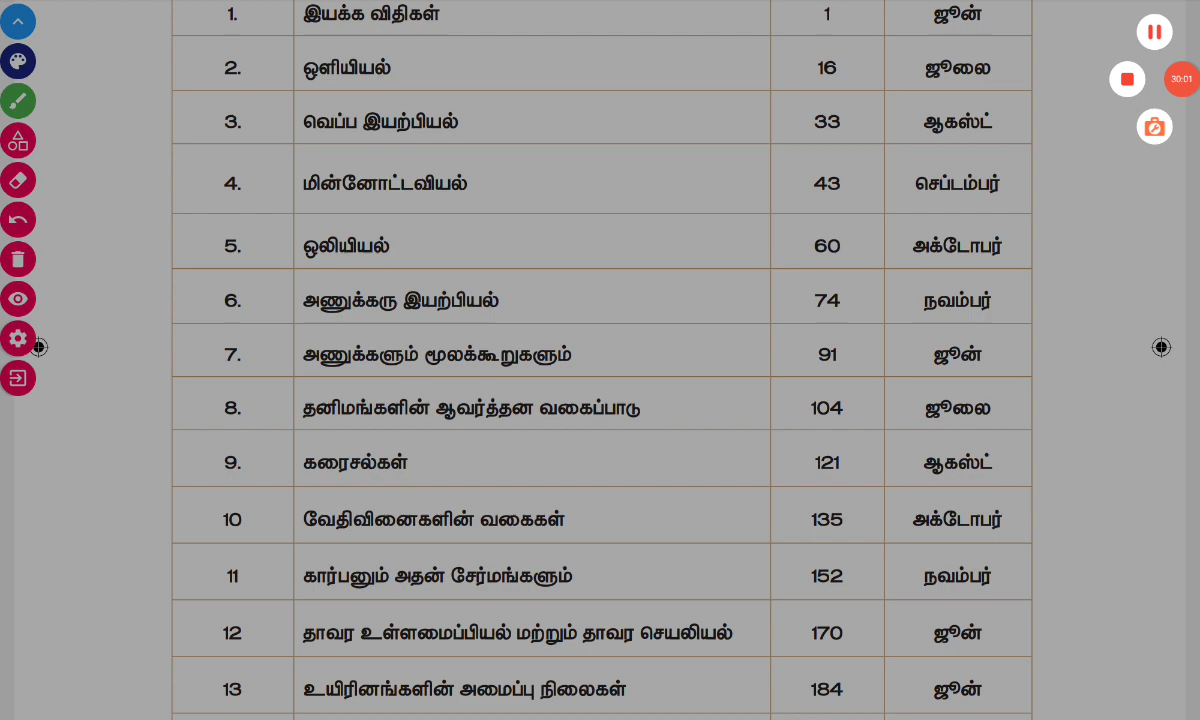 1. இயக்க விதிகள் 1 ஜூன்
30:01
2. ஒளியியல் 16 ஜூலை
3. வெப்ப இயற்பியல் 33 ஆகஸ்ட்
4. மின்னோட்டவியல் 43 செப்டம்பர்
5. ஒலியியல் 60 அக்டோபர்
6. அணுக்கரு இயற்பியல் 74 நவம்பர்
7. அணுக்களும் மூலக்கூறுகளும் 91 ஜூன்
8. தனிமங்களின் ஆவர்த்தன வகைப்பாடு 104 ஜூலை
9. கரைசல்கள் 121 ஆகஸ்ட்
10 வேதிவினைகளின் வகைகள் 135 அக்டோபர்
11 கார்பனும் அதன் சேர்மங்களும் 152 நவம்பர்
12 தாவர உள்ளமைப்பியல் மற்றும் தாவர செயலியல் 170 ஜூன்
13 உயிரினங்களின் அமைப்பு நிலைகள் 184 ஜூன்